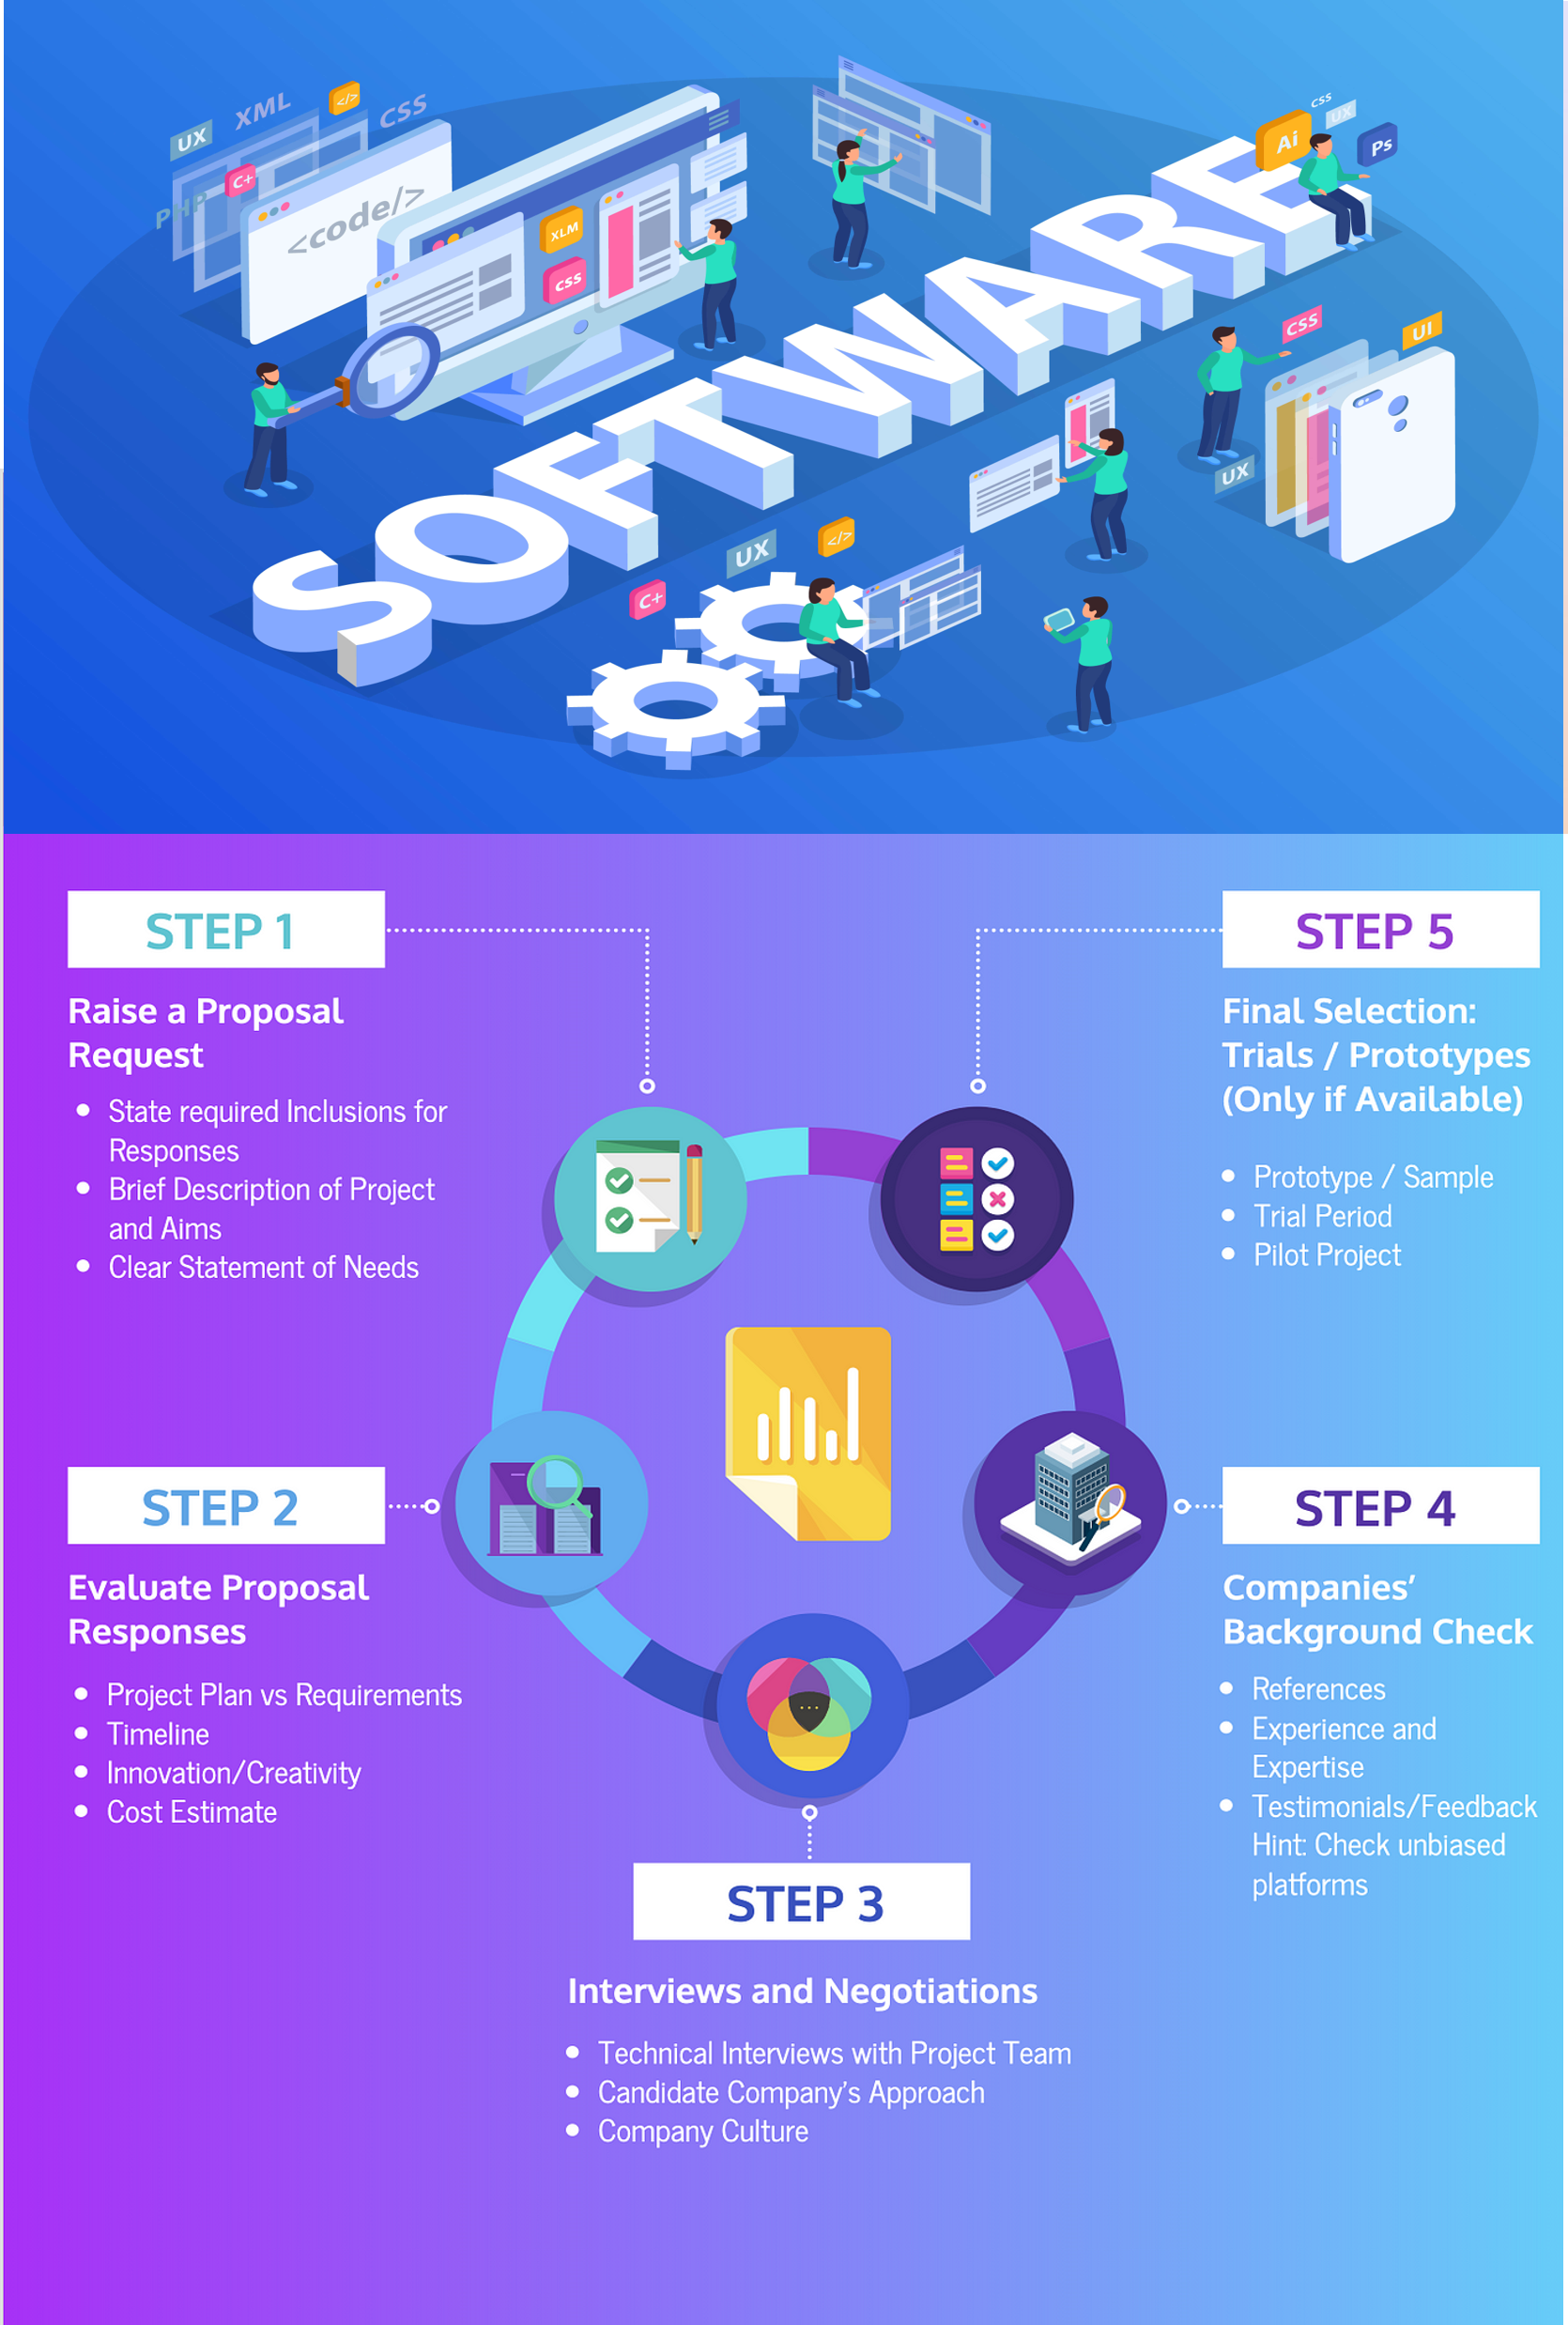 UX
XML
</>
CSS
PHP
C+
<code/>
XLM
CSS
SOFTWARE
Ai
CSS
UX
Ps
CSS
UI
UX
UX
</>
C+
STEP 1
Raise a Proposal
Request
• State required Inclusions for
Responses
• Brief Description of Project
and Aims
• Clear Statement of Needs
STEP 2
Evaluate Proposal
Responses
• Project Plan vs Requirements
• Timeline
• Innovation/Creativity
• Cost Estimate
STEP 3
Interviews and Negotiations
• Technical Interviews with Project Team
• Candidate Company's Approach
• Company Culture
STEP 4
Companies'
Background Check
• References
• Experience and
Expertise
• Testimonials/Feedback
Hint: Check unbiased
platforms
STEP 5
Final Selection:
Trials / Prototypes
(Only if Available)
• Prototype / Sample
• Trial Period
• Pilot Project